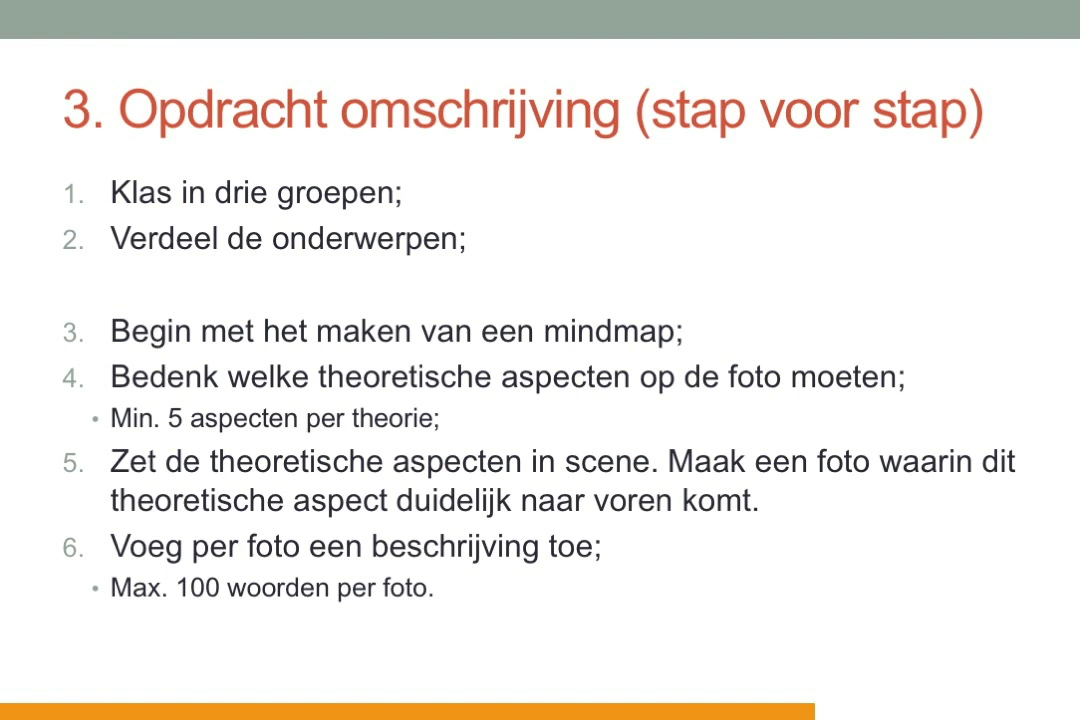 3. Opdracht omschrijving (stap voor stap)
1. Klas in drie groepen;
2. Verdeel de onderwerpen;
3. Begin met het maken van een mindmap;
4. Bedenk welke theoretische aspecten op de foto moeten;
• Min. 5 aspecten per theorie;
5. Zet de theoretische aspecten in scene. Maak een foto waarin dit
theoretische aspect duidelijk naar voren komt.
6. Voeg per foto een beschrijving toe;
• Max. 100 woorden per foto.